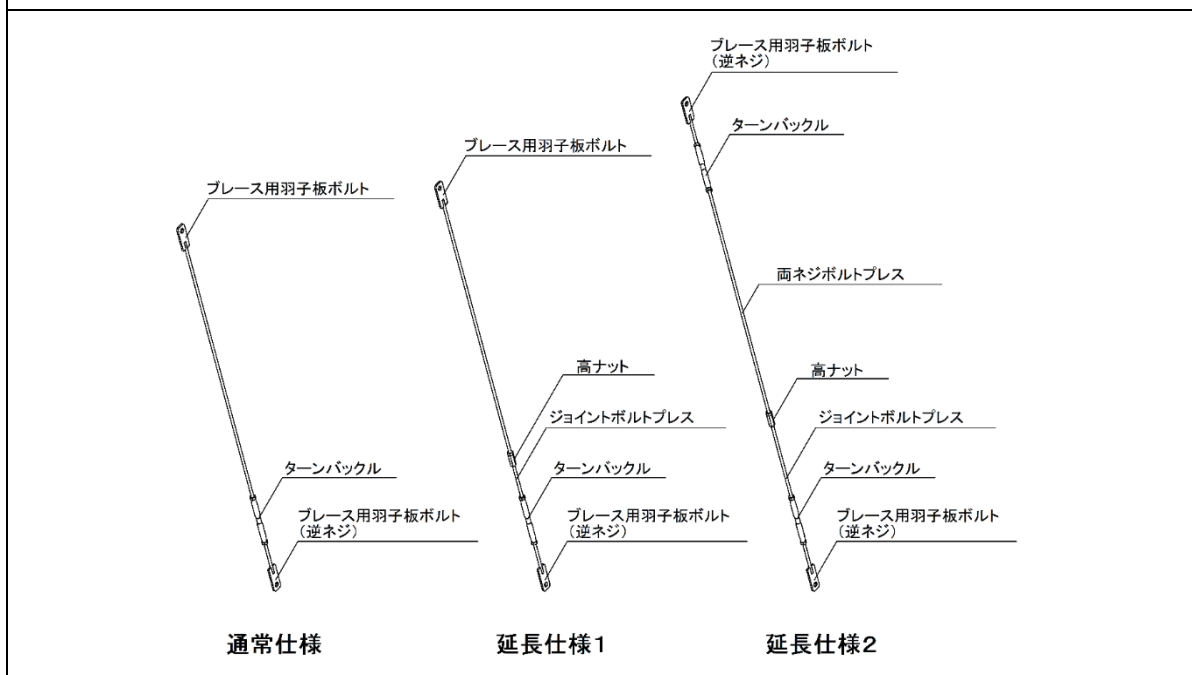 ブレース用羽子板ボルト
ターンバックル
ブレース用羽子板ボルト
(逆ネジ)
通常仕様
ブレース用羽子板ボルト
高ナット
ジョイントボルトプレス
ターンバックル
ブレース用羽子板ボルト
(逆ネジ)
延長仕様1
ブレース用羽子板ボルト
(逆ネジ)
ターンバックル
両ネジボルトプレス
高ナット
ジョイントボルトプレス
ターンバックル
ブレース用羽子板ボルト
(逆ネジ)
延長仕様2